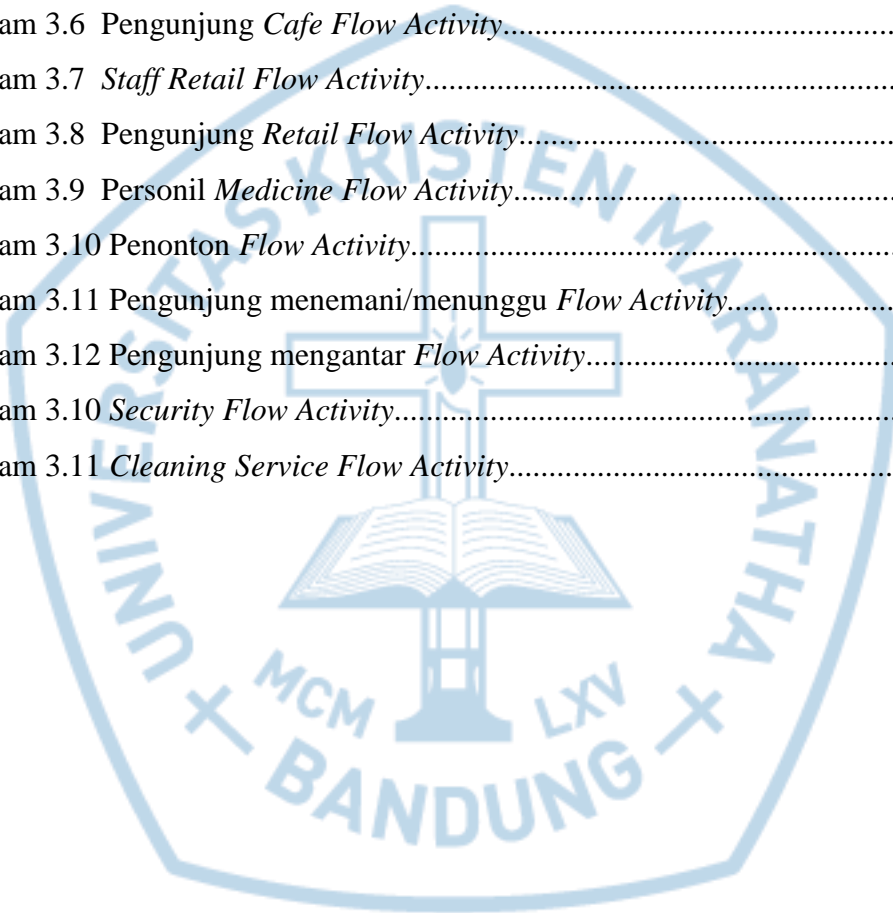 am 3.6 Pengunjung Cafe Flow Activity
am 3.7 Staff Retail Flow Activity
am 3.8 Pengunjung Retail Flow Activity
am 3.9 Personil Medicine Flow Activity
am 3.10 Penonton Flow Activity
am 3.11 Pengunjung menemani/menunggu Flow Activity
am 3.12 Pengunjung mengantar Flow Activity
am 3.10 Security Flow Activity
am 3.11 Cleaning Service Flow Activity
UNIVERSITAS KRISTEN MARANATHA
MCM LXV
BANDUNG